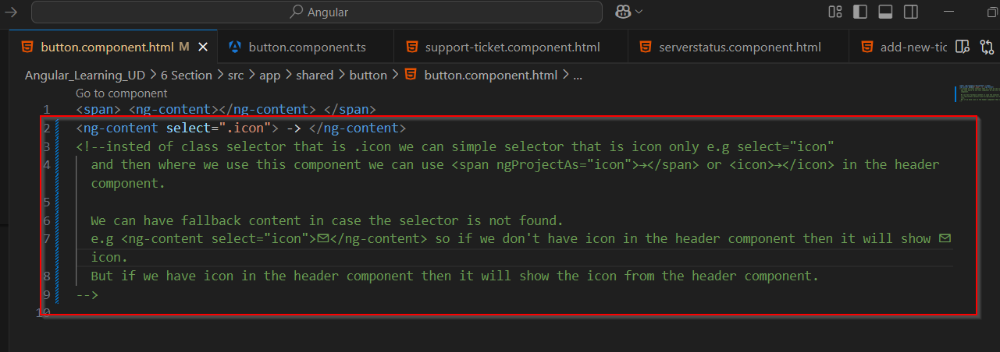 Angular
button.component.html M
button.component.ts
support-ticket.component.html
serverstatus.component.html
add-new-tic
Angular_Learning_UD > 6 Section > src > app > shared > button > button.component.html > ...
Go to component
1 <span> <ng-content></ng-content> </span>
2 <ng-content select=".icon"> -> </ng-content>
3 <!--insted of class selector that is .icon we can simple selector that is icon only e.g select="icon"
4 and then where we use this component we can use <span ngProjectAs="icon">→</span> or <icon>→</icon> in the header
component.
5
6 We can have fallback content in case the selector is not found.
7 e.g <ng-content select="icon">🖂</ng-content> so if we don't have icon in the header component then it will show 🖂
icon.
8 But if we have icon in the header component then it will show the icon from the header component.
9 -->
10